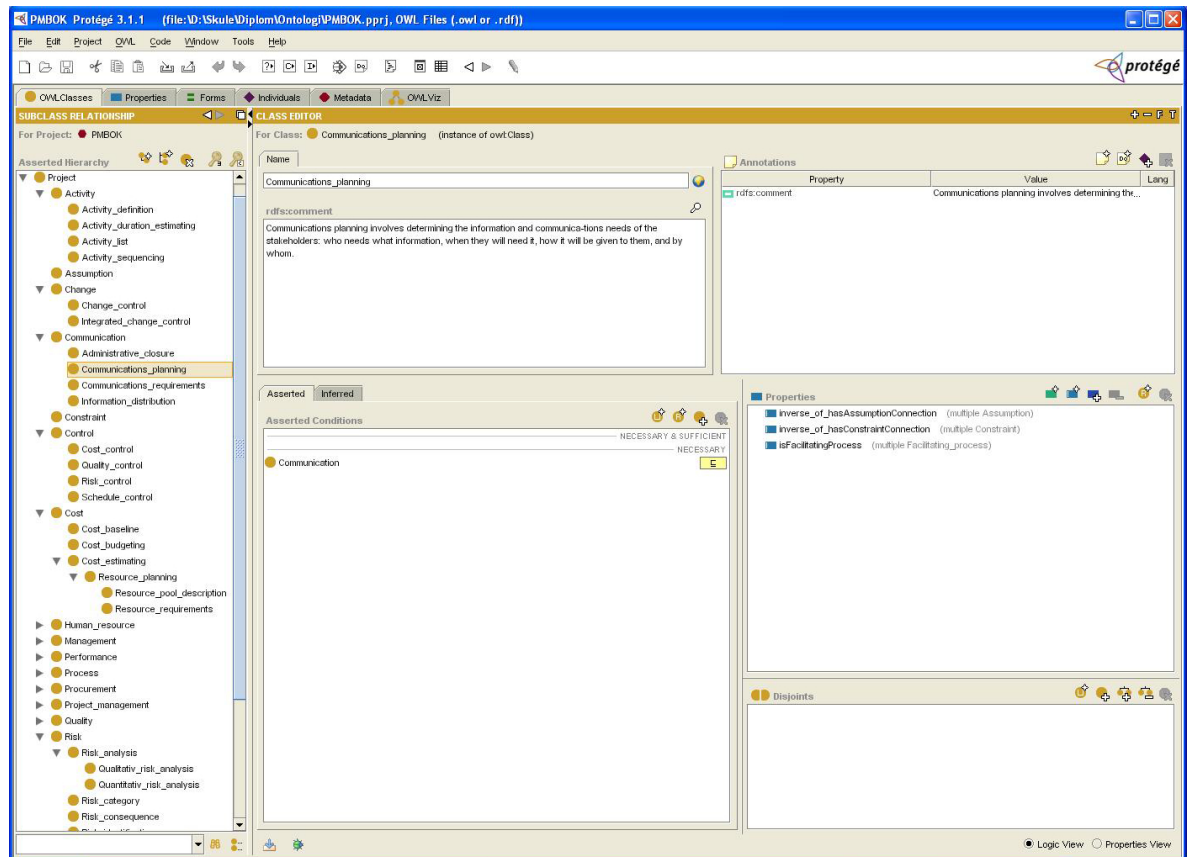 PMBOK Protégé 3.1.1 (file:\D:\Skule\Diplom\Ontologi\PMBOK.pprj, OWL Files (.owl or .rdf))
File Edit Project OWL Code Window Tools Help
protégé
OWLClasses Properties Forms Individuals Metadata OWLViz
SUBCLASS RELATIONSHIP
For Project: PMBOK
Asserted Hierarchy
Project
Activity
Activity_definition
Activity_duration_estimating
Activity_list
Activity_sequencing
Assumption
Change
Change_control
Integrated_change_control
Communication
Administrative_closure
Communications_planning
Communications_requirements
Information_distribution
Constraint
Control
Cost_control
Quality_control
Risk_control
Schedule_control
Cost
Cost_baseline
Cost_budgeting
Cost_estimating
Resource_planning
Resource_pool_description
Resource_requirements
Human_resource
Management
Performance
Process
Procurement
Project_management
Quality
Risk
Risk_analysis
Qualitativ_risk_analysis
Quantitativ_risk_analysis
Risk_category
Risk_consequence
CLASS EDITOR
For Class: Communications_planning (instance of owl:Class)
Name
Communications_planning
rdfs:comment
Communications planning involves determining the information and communica-tions needs of the
stakeholders: who needs what information, when they will need it, how it will be given to them, and by
whom.
Annotations
Property Value Lang
rdfs:comment Communications planning involves determining the...
Asserted Inferred
Asserted Conditions
NECESSARY & SUFFICIENT
NECESSARY
Communication
Properties
inverse_of_hasAssumptionConnection (multiple Assumption)
inverse_of_hasConstraintConnection (multiple Constraint)
isFacilitatingProcess (multiple Facilitating_process)
Disjoints
Logic View Properties View